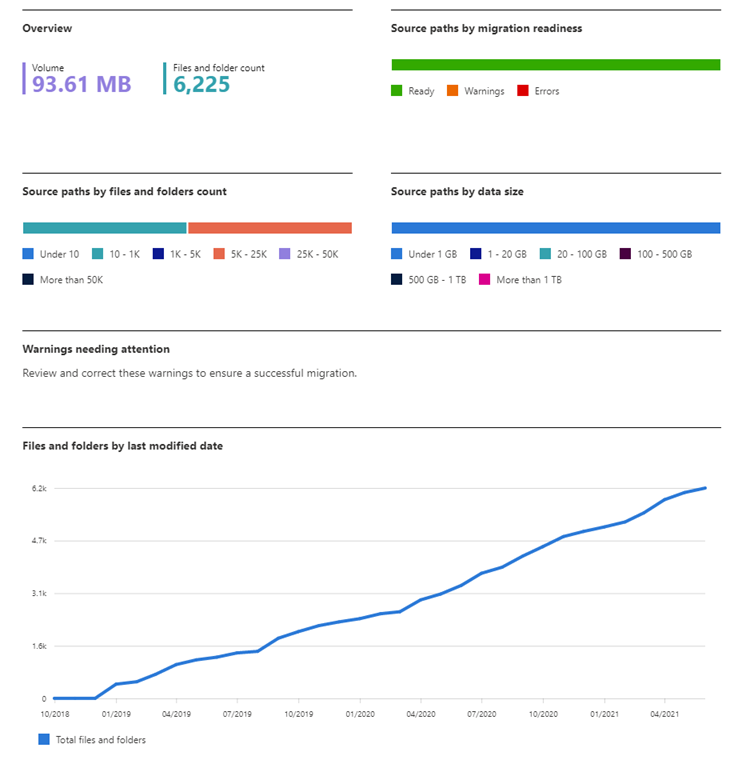 Overview
Volume
93.61 MB
Files and folder count
6,225
Source paths by migration readiness
Ready Warnings Errors
Source paths by files and folders count
Under 10 10 - 1K 1K - 5K 5K - 25K 25K - 50K
More than 50K
Source paths by data size
Under 1 GB 1 - 20 GB 20 - 100 GB 100 - 500 GB
500 GB - 1 TB More than 1 TB
Warnings needing attention
Review and correct these warnings to ensure a successful migration.
Files and folders by last modified date
6.2k
4.7k
3.1k
1.6k
0
10/2018 01/2019 04/2019 07/2019 10/2019 01/2020 04/2020 07/2020 10/2020 01/2021 04/2021
Total files and folders